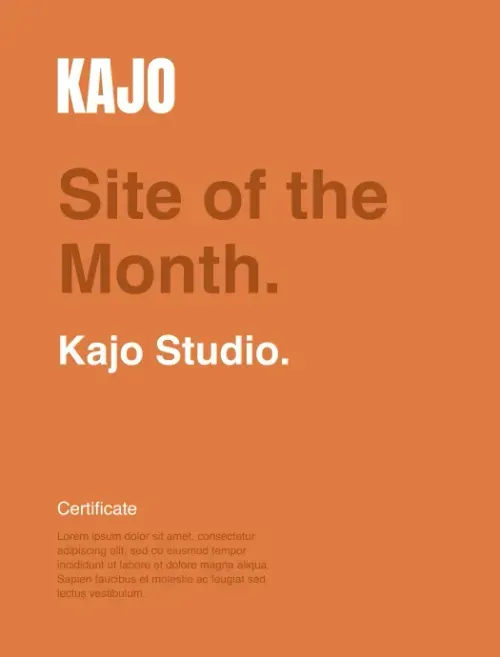 KAJO
Site of the
Month.
Kajo Studio.
Certificate
Lorem ipsum dolor sit amet, consectetur
adipiscing elit, sed do eiusmod tempor
incididunt ut labore et dolore magna aliqua.
Sapien faucibus et molestie ac feugiat sed
lectus vestibulum.